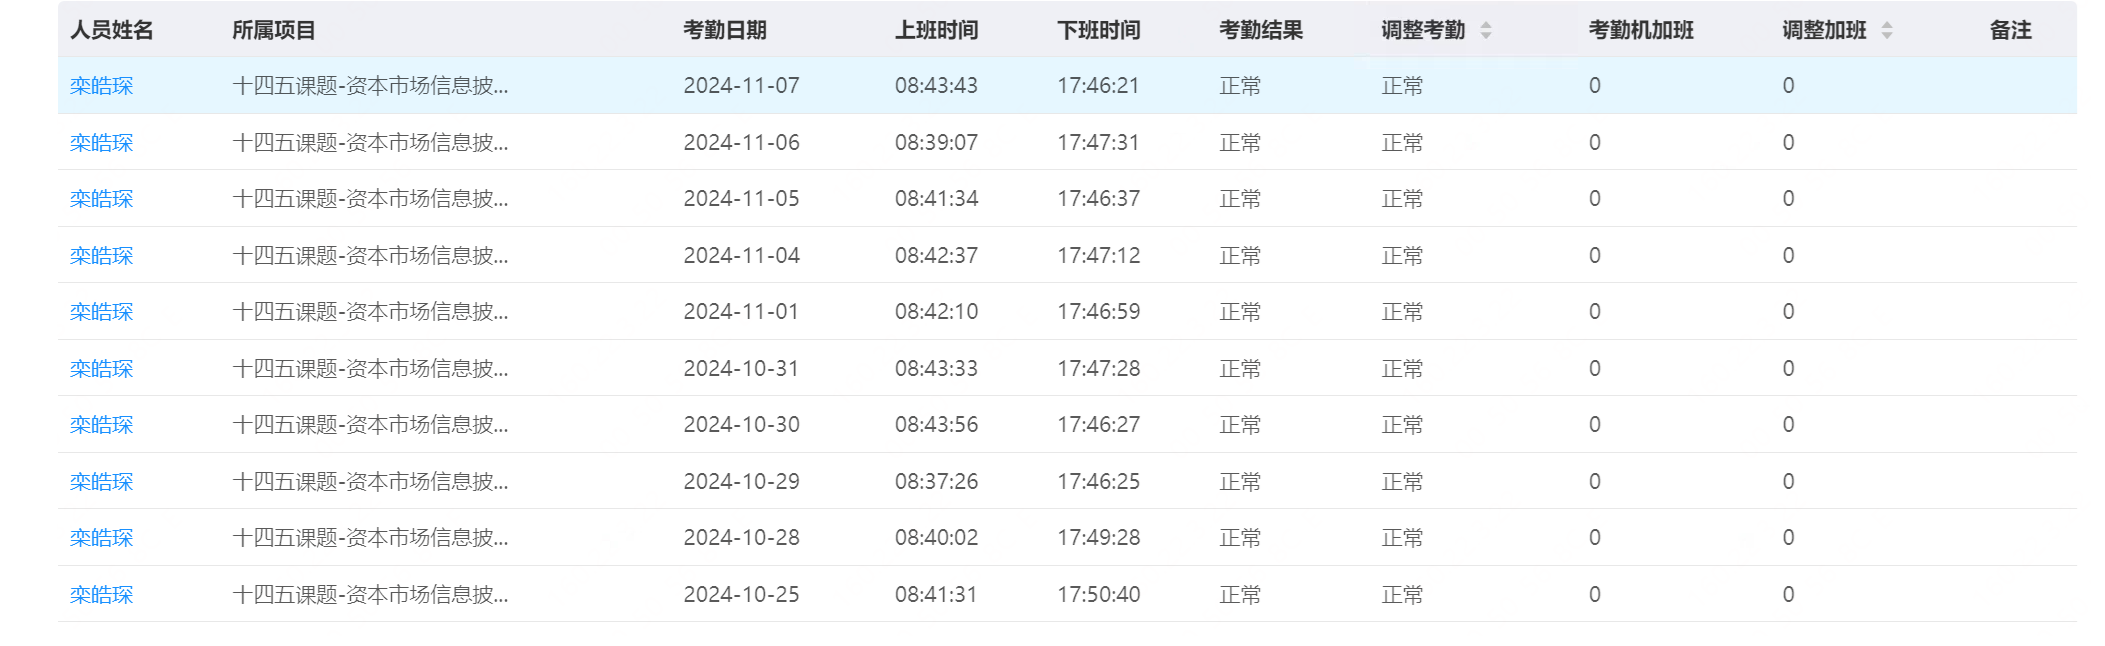 人员姓名 所属项目 考勤日期 上班时间 下班时间 考勤结果 调整考勤 考勤机加班 调整加班 备注
栾皓琛 十四五课题-资本市场信息披... 2024-11-07 08:43:43 17:46:21 正常 正常 0 0
栾皓琛 十四五课题-资本市场信息披... 2024-11-06 08:39:07 17:47:31 正常 正常 0 0
栾皓琛 十四五课题-资本市场信息披... 2024-11-05 08:41:34 17:46:37 正常 正常 0 0
栾皓琛 十四五课题-资本市场信息披... 2024-11-04 08:42:37 17:47:12 正常 正常 0 0
栾皓琛 十四五课题-资本市场信息披... 2024-11-01 08:42:10 17:46:59 正常 正常 0 0
栾皓琛 十四五课题-资本市场信息披... 2024-10-31 08:43:33 17:47:28 正常 正常 0 0
栾皓琛 十四五课题-资本市场信息披... 2024-10-30 08:43:56 17:46:27 正常 正常 0 0
栾皓琛 十四五课题-资本市场信息披... 2024-10-29 08:37:26 17:46:25 正常 正常 0 0
栾皓琛 十四五课题-资本市场信息披... 2024-10-28 08:40:02 17:49:28 正常 正常 0 0
栾皓琛 十四五课题-资本市场信息披... 2024-10-25 08:41:31 17:50:40 正常 正常 0 0